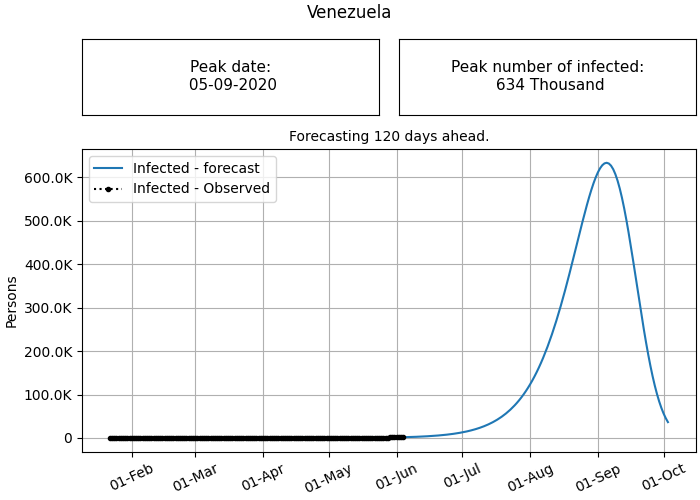 Venezuela
Peak date:
05-09-2020
Peak number of infected:
634 Thousand
Forecasting 120 days ahead.
Infected - forecast
Infected - Observed
Persons
600.0K
500.0K
400.0K
300.0K
200.0K
100.0K
0
01-Feb
01-Mar
01-Apr
01-May
01-Jun
01-Jul
01-Aug
01-Sep
01-Oct